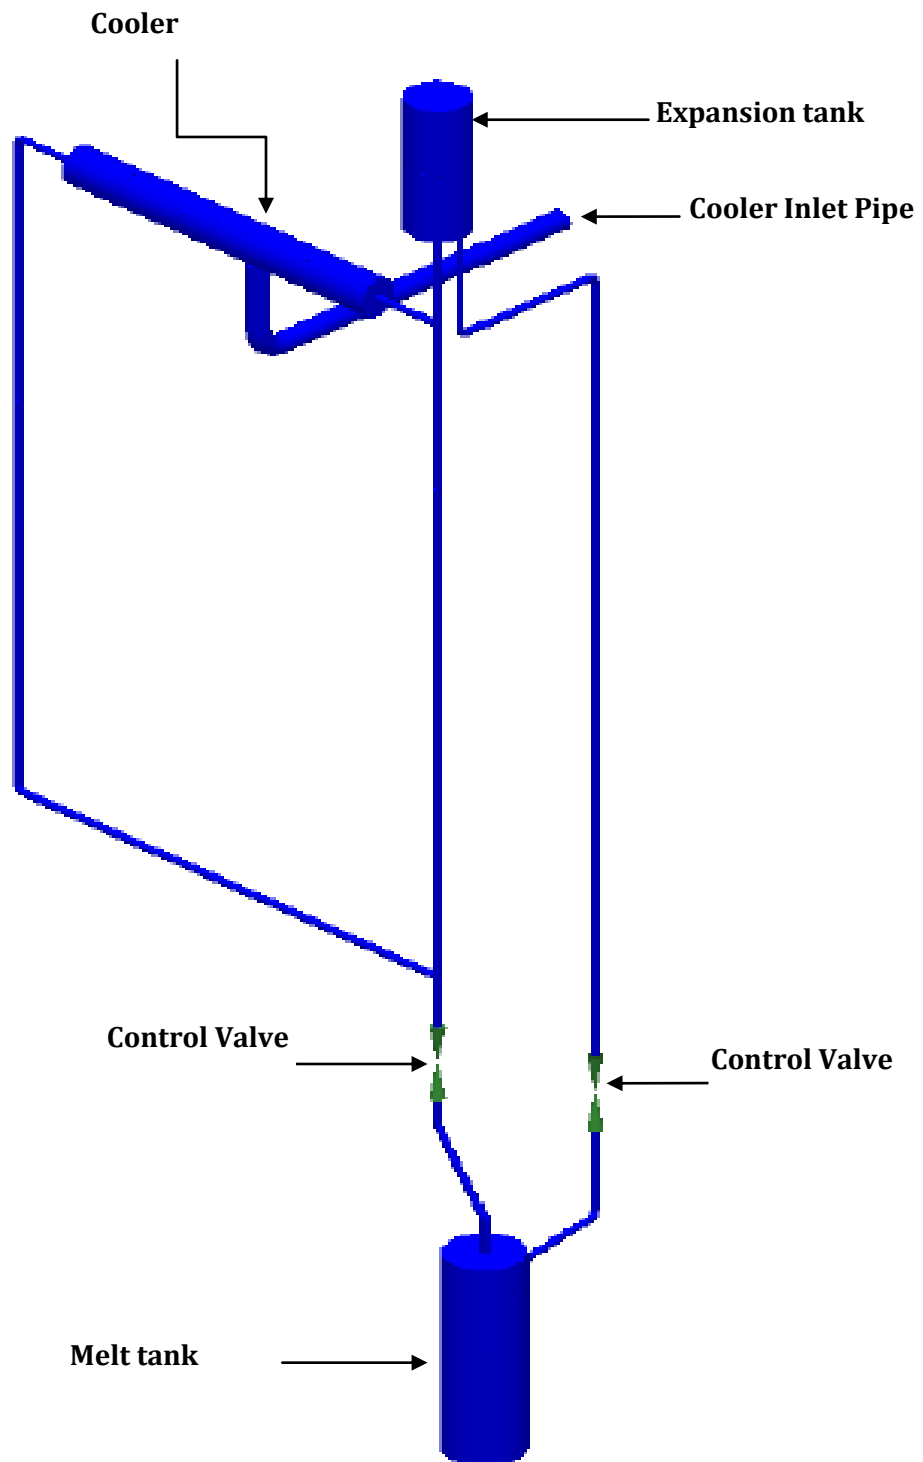 Cooler
Expansion tank
Cooler Inlet Pipe
Control Valve
Control Valve
Melt tank